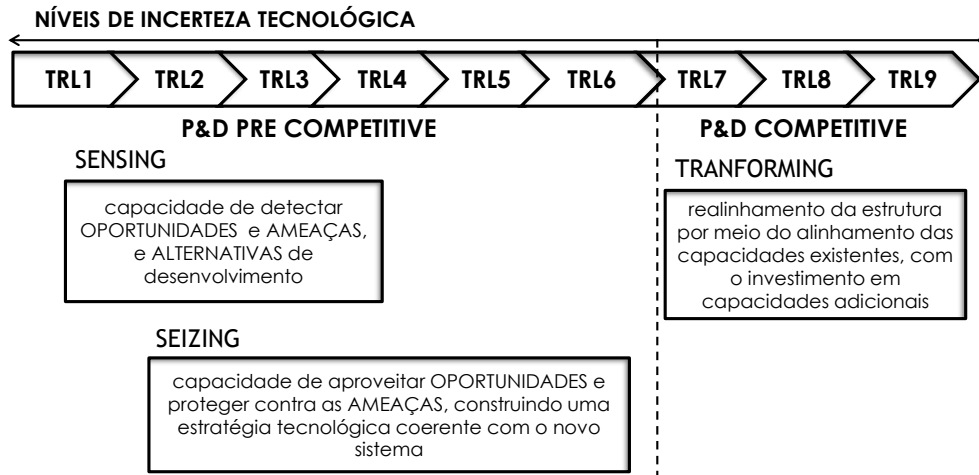 NÍVEIS DE INCERTEZA TECNOLÓGICA
TRL1 TRL2 TRL3 TRL4 TRL5 TRL6 TRL7 TRL8 TRL9
P&D PRE COMPETITIVE
P&D COMPETITIVE
SENSING
capacidade de detectar
OPORTUNIDADES e AMEAÇAS,
e ALTERNATIVAS de
desenvolvimento
TRANFORMING
realinhamento da estrutura
por meio do alinhamento das
capacidades existentes, com
o investimento em
capacidades adicionais
SEIZING
capacidade de aproveitar OPORTUNIDADES e
proteger contra as AMEAÇAS, construindo uma
estratégia tecnológica coerente com o novo
sistema